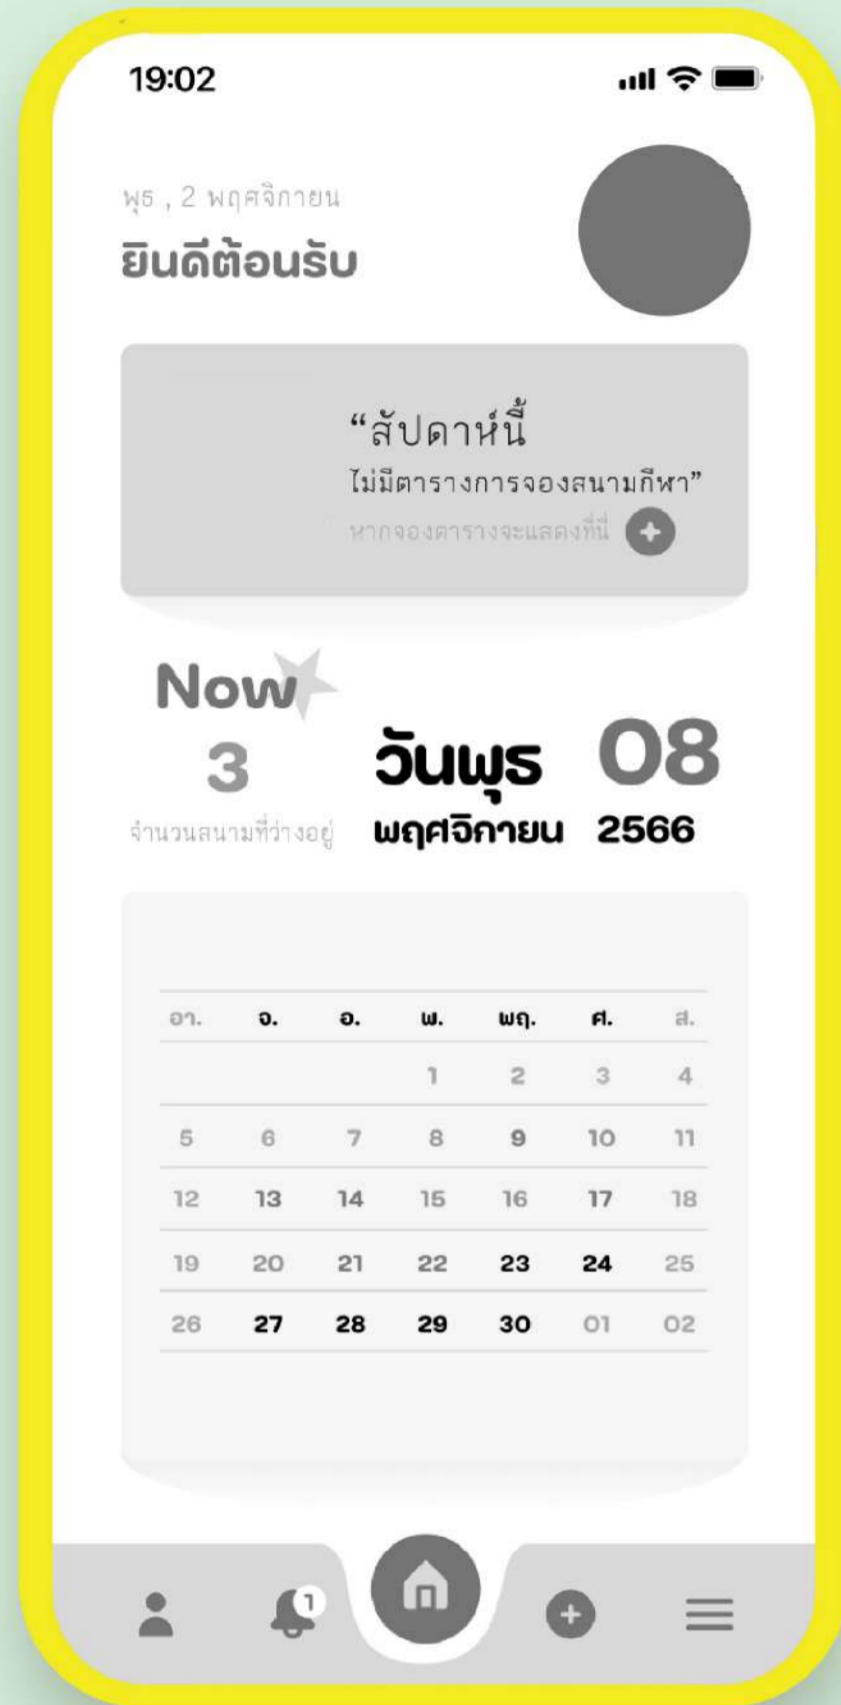 19:02
พุธ , 2 พฤศจิกายน
ยินดีต้อนรับ
“สัปดาห์นี้
ไม่มีตารางการจองสนามกีฬา”
หากจองตารางจะแสดงที่นี่
Now
3
จำนวนสนามที่ว่างอยู่
วันพุธ 08
พฤศจิกายน 2566
อา. จ. อ. พ. พฤ. ศ. ส.
1 2 3 4
5 6 7 8 9 10 11
12 13 14 15 16 17 18
19 20 21 22 23 24 25
26 27 28 29 30 01 02
1